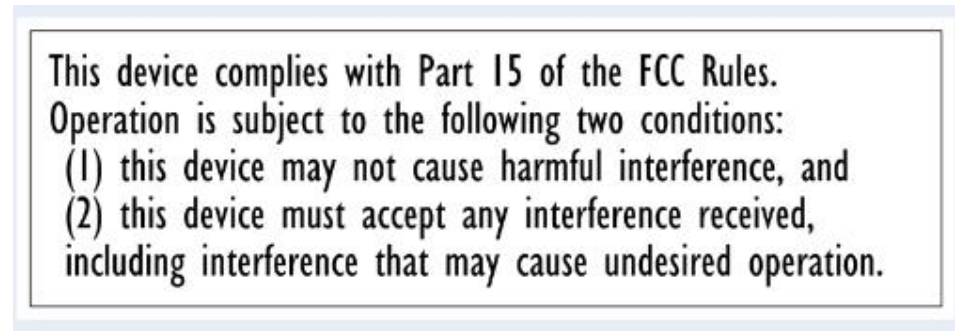 This device complies with Part 15 of the FCC Rules.
Operation is subject to the following two conditions:
(1) this device may not cause harmful interference, and
(2) this device must accept any interference received,
including interference that may cause undesired operation.